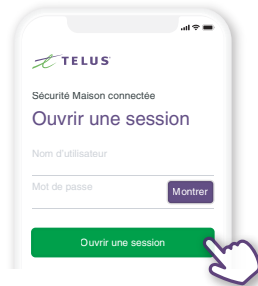 TELUS
Sécurité Maison connectée
Ouvrir une session
Nom d'utilisateur
Mot de passe
Montrer
Ouvrir une session